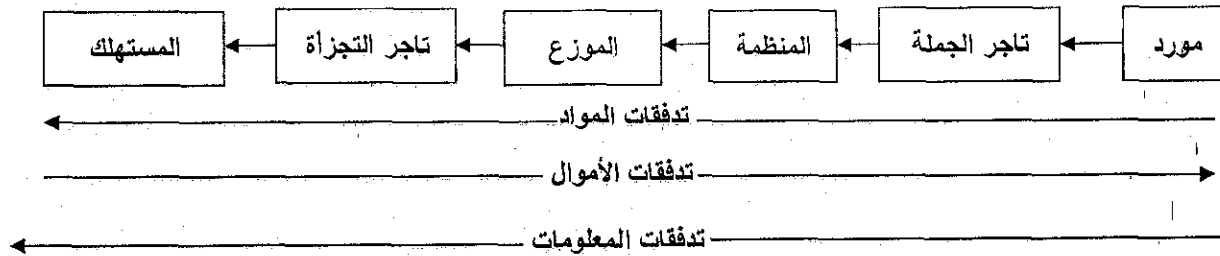 مورد تاجر الجملة المنظمة الموزع تاجر التجزأة المستهلك
تدفقات المواد
تدفقات الأموال
تدفقات المعلومات